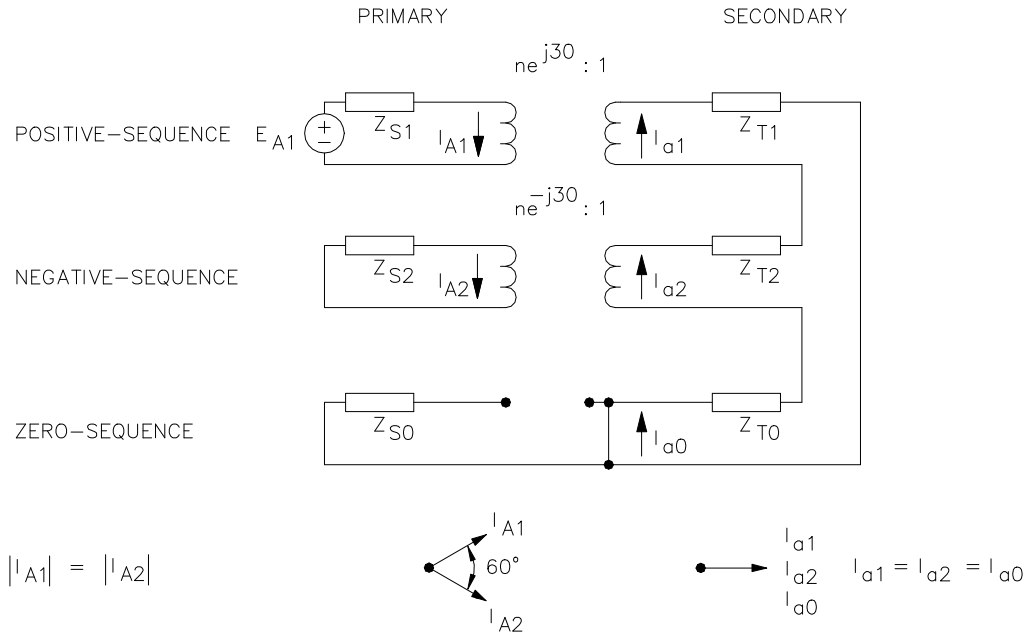 PRIMARY SECONDARY
ne^j30 : 1
POSITIVE-SEQUENCE E_A1 + − Z_S1 I_A1 I_a1 Z_T1
ne^-j30 : 1
NEGATIVE-SEQUENCE Z_S2 I_A2 I_a2 Z_T2
ZERO-SEQUENCE Z_S0 I_a0 Z_T0
|I_A1| = |I_A2|
I_A1
60°
I_A2
I_a1
I_a2
I_a0
I_a1 = I_a2 = I_a0